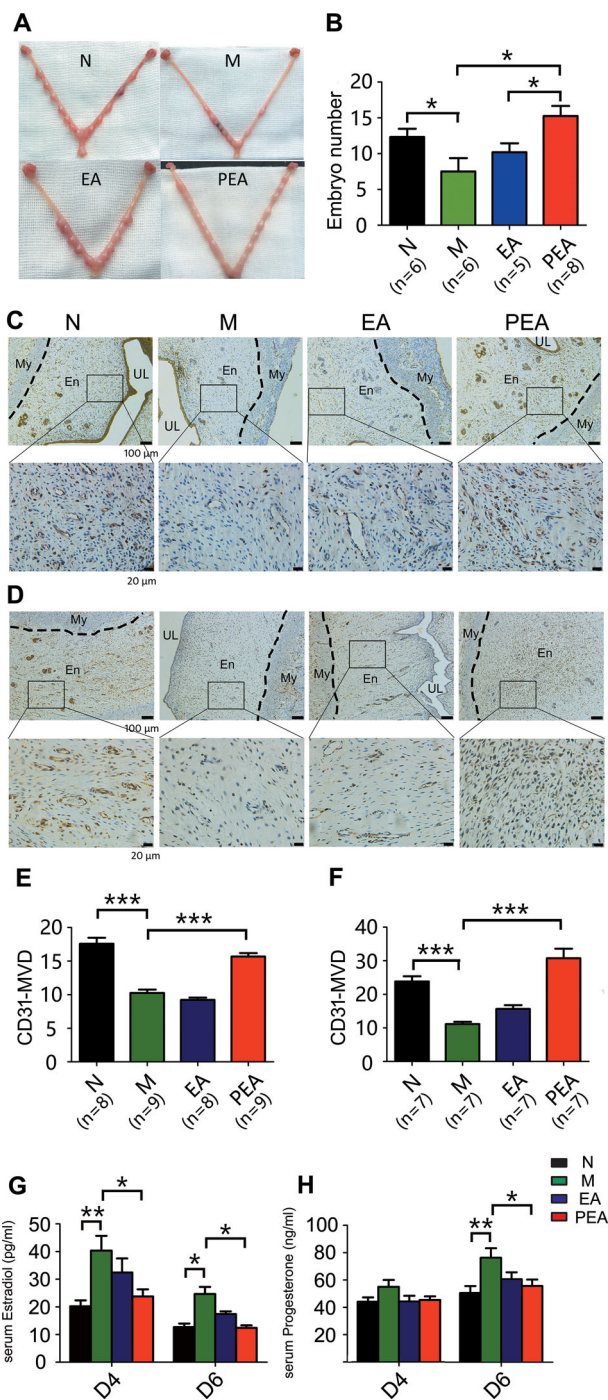 A
N
M
EA
PEA
B
Embryo number
20
15
10
5
0
*
*
*
N
(n=6)
M
(n=6)
EA
(n=5)
PEA
(n=8)
C
N
M
EA
PEA
My
En
UL
En
My
UL
En
My
UL
En
My
100 µm
20 µm
D
My
En
UL
En
My
My
En
UL
My
En
100 µm
20 µm
E
CD31-MVD
20
15
10
5
0
***
***
N
(n=8)
M
(n=9)
EA
(n=8)
PEA
(n=9)
F
CD31-MVD
40
30
20
10
0
***
***
N
(n=7)
M
(n=7)
EA
(n=7)
PEA
(n=7)
G
serum Estradiol (pg/ml)
50
40
30
20
10
0
**
*
*
*
D4
D6
H
serum Progesterone (ng/ml)
100
80
60
40
20
0
**
*
D4
D6
N
M
EA
PEA